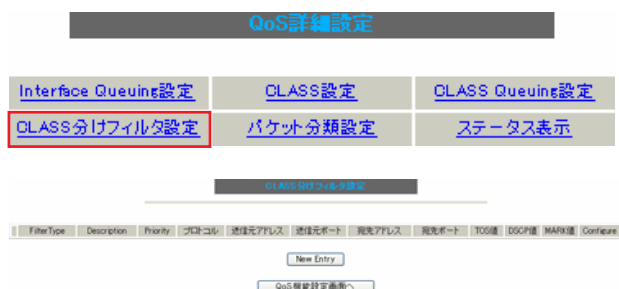 QoS詳細設定
Interface Queuing設定 CLASS設定 CLASS Queuing設定
CLASS分けフィルタ設定 パケット分類設定 ステータス表示
CLASS分けフィルタ設定
FilterType Description Priority プロトコル 送信元アドレス 送信元ポート 宛先アドレス 宛先ポート TOS値 DSCP値 MARK値 Configure
New Entry
QoS機能設定画面へ